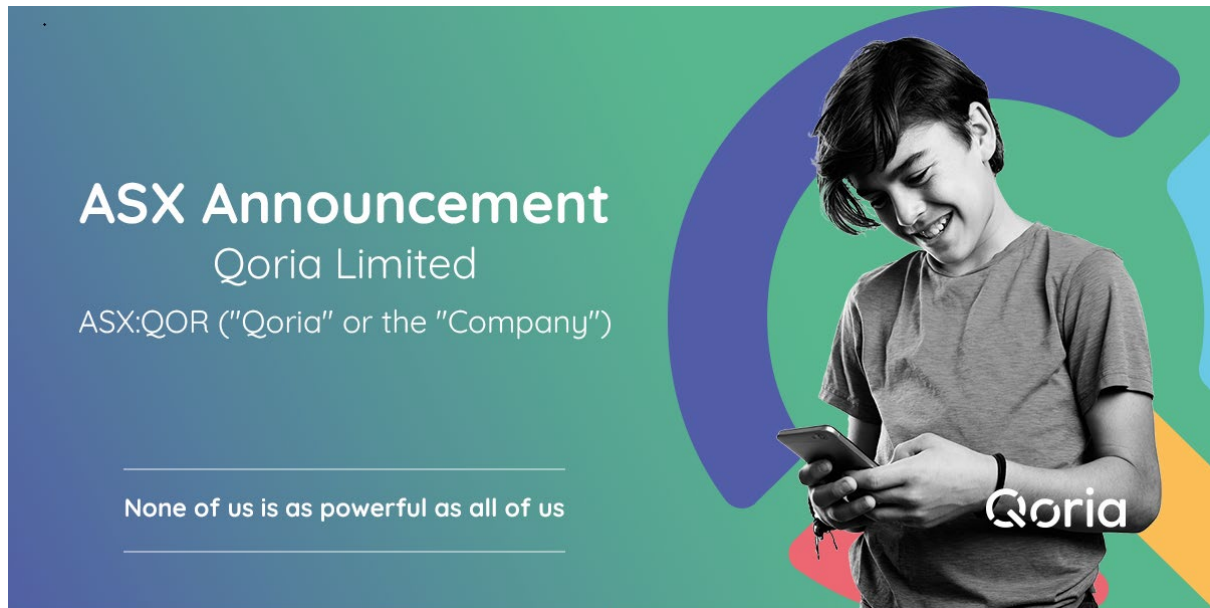 ASX Announcement
Qoria Limited
ASX:QOR ("Qoria" or the "Company")
None of us is as powerful as all of us
Qoria